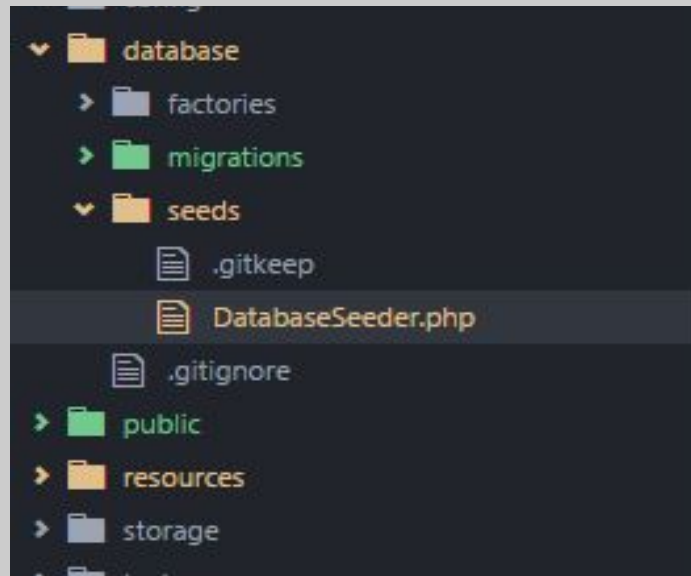 database
factories
migrations
seeds
.gitkeep
DatabaseSeeder.php
.gitignore
public
resources
storage